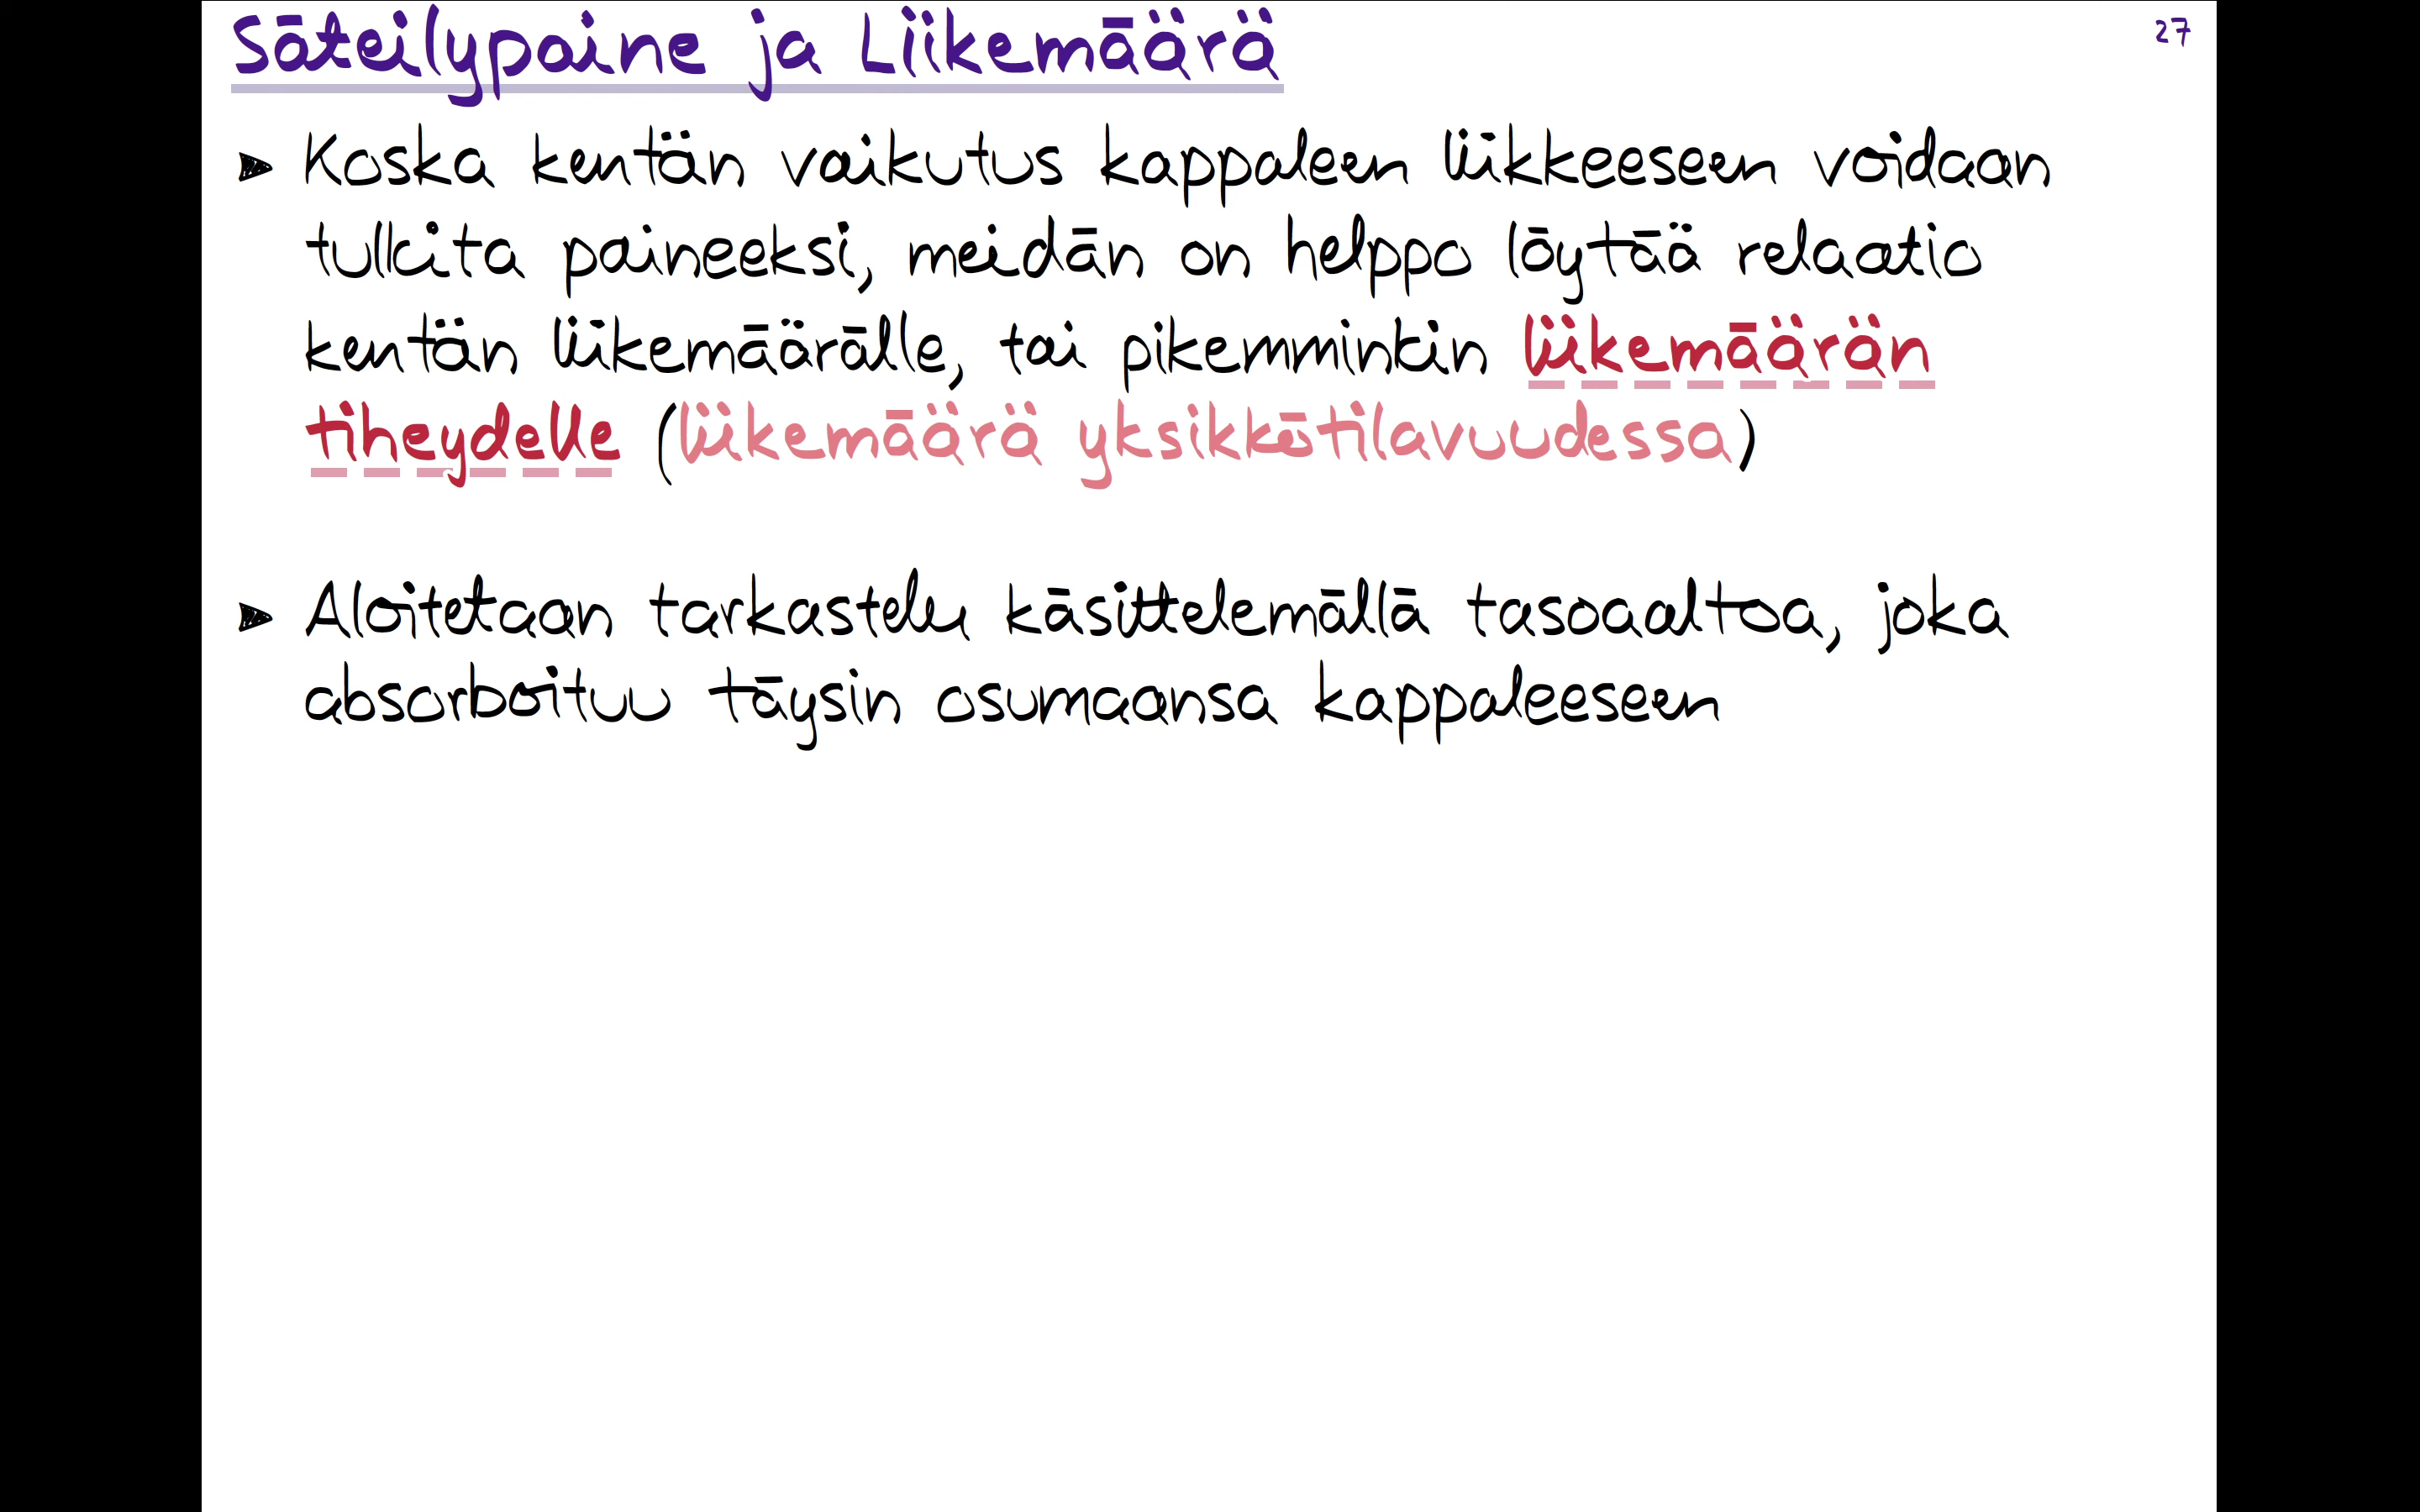 Säteilypaine ja Liikemäärä
27
Koska kentän vaikutus kappaleen liikkeeseen voidaan
tulkita paineeksi, meidän on helppo löytää relaatio
kentän liikemäärälle, tai pikemminkin liikemäärän
tiheydelle (liikemäärä yksikkötilavuudessa)
Aloitetaan tarkastelu käsittelemällä tasoaaltoa, joka
absorboituu täysin osumaansa kappaleeseen